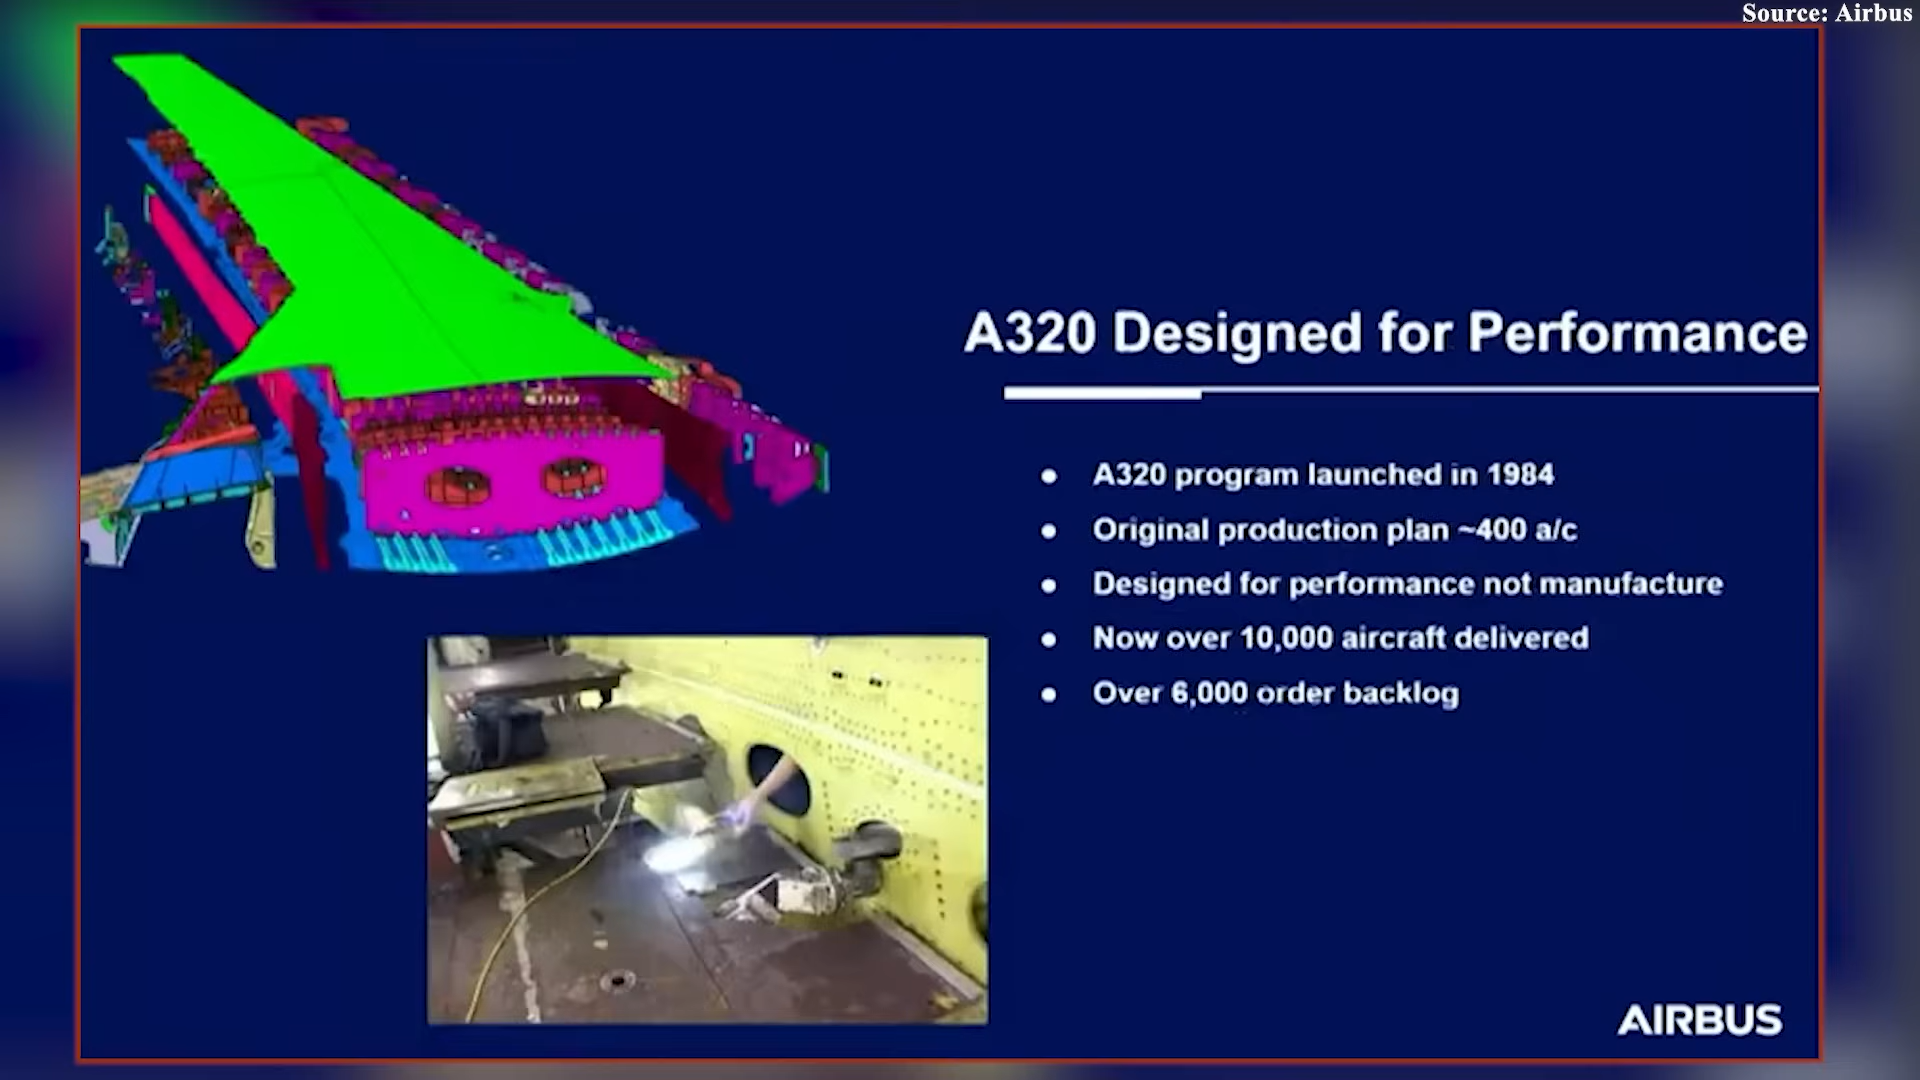 Source: Airbus
A320 Designed for Performance
● A320 program launched in 1984
● Original production plan ~400 a/c
● Designed for performance not manufacture
● Now over 10,000 aircraft delivered
● Over 6,000 order backlog
AIRBUS